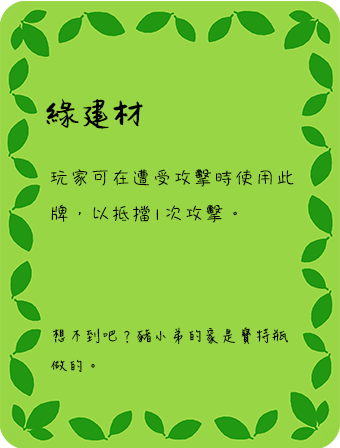 綠建材
玩家可在遭受攻擊時使用此
牌，以抵擋1次攻擊。
想不到吧？豬小弟的豪是寶特瓶
做的。